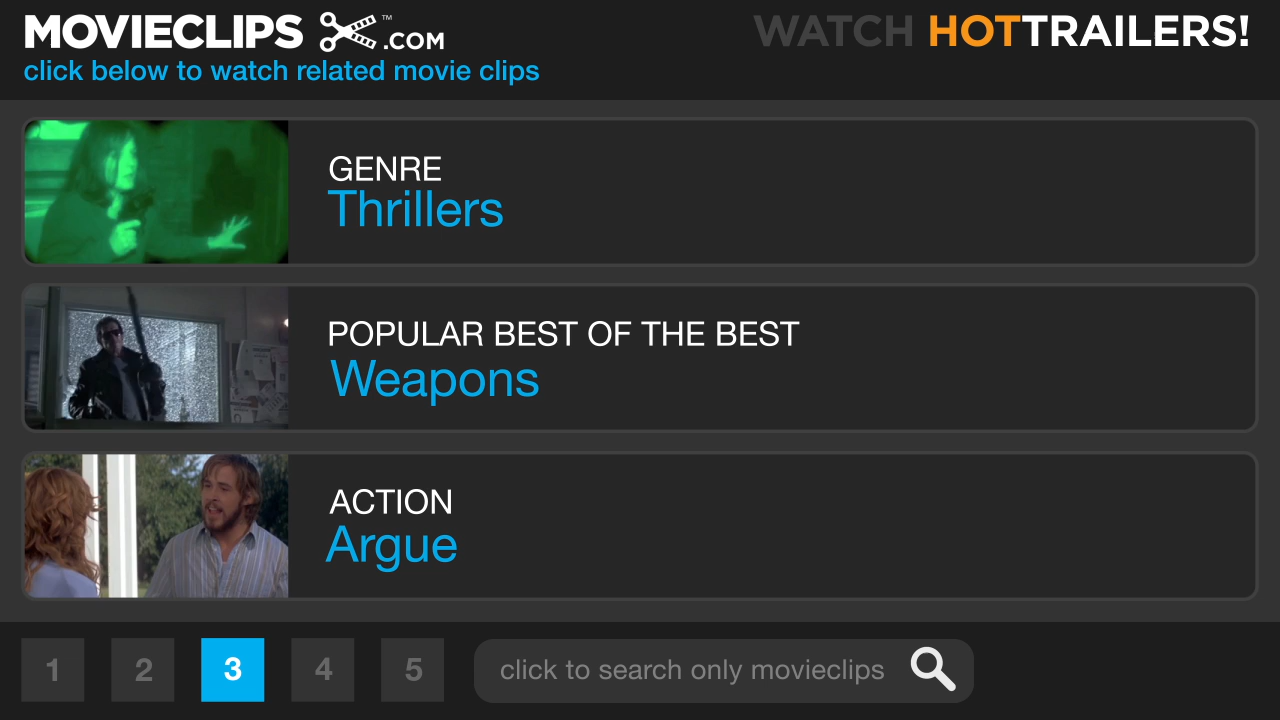 MOVIECLIPS ™ .COM
WATCH HOTTRAILERS!
click below to watch related movie clips
GENRE
Thrillers
POPULAR BEST OF THE BEST
Weapons
ACTION
Argue
1 2 3 4 5 click to search only movieclips